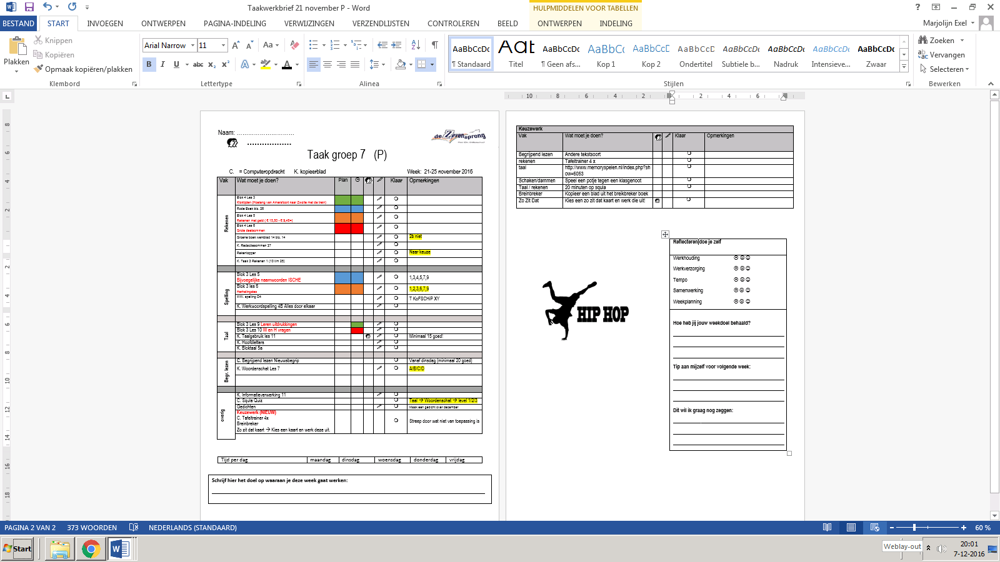 Taakwerkbrief 21 november P - Word
HULPMIDDELEN VOOR TABELLEN
BESTAND START INVOEGEN ONTWERPEN PAGINA-INDELING VERWIJZINGEN VERZENDLIJSTEN CONTROLEREN BEELD ONTWERPEN INDELING
Marjolijn Exel
Plakken
Knippen
Kopiëren
Opmaak kopiëren/plakken
Klembord
Arial Narrow 11
Lettertype
Alinea
AaBbCcDc AaB AaBbCcDc AaBbCc AaBbCcD AaBbCcD AaBbCcDc AaBbCcDc AaBbCcDc AaBbCcDc
¶ Standaard Titel ¶ Geen afs... Kop 1 Kop 2 Ondertitel Subtiele b... Nadruk Intensieve... Zwaar
Stijlen
Zoeken
Vervangen
Selecteren
Bewerken
10 8 6 4 2 2 4 6
Naam: ................................
de Zevensprong
Taak groep 7 (P)
C. = Computeropdracht K. kopieerblad Week: 21-25 november 2016
Vak Wat moet je doen? Plan Klaar Opmerkingen
Rekenen
Blok 4 Les 3
Kloktijden (Hoelang van Amersfoort naar Zwolle met de trein)
Rode Boek blz. 26
Blok 4 Les 5
Rekenen met geld ( € 15,50 - € 9,45=)
Blok 4 Les 6
Grote deelsommen
Groene boek werkblad 14 blz. 14 2b niet
K. Redactiesommen 27
Rekentopper Naar keuze
K. Taak 3 Rekenen 1 (10 t/m 25)
Spelling
Blok 3 Les 5
Bijvoegelijke naamwoorden ISCHE 1,3,4,5,7,9
Blok 3 les 6
Herhalingsles 1,2,3,6,7,9
WW. spelling D4 T KoFSCHiP XY
K. Werkwoordspelling 4B Alles door elkaar
Taal
Blok 3 Les 9 Leren uitdrukkingen
Blok 3 Les 10 W en H vragen
K. Taalgebruik les 11 Minimaal 15 goed!
K. Hoofdletters
K. Bloktaal 5a
Begr. lezen
C. Begrijpend lezen Nieuwsbegrip Vanaf dinsdag (minimaal 20 goed)
K. Woordenschat Les 7 A/B/C/D
overig
K. Informatieverwerking 11
C. Squla Quiz Taal → Woordenschat → level 1/2/3
Gedichten Maak een gedicht over december
Keuzewerk (NIEUW)
C. Tafeltrainer 4x
Breinbreker
Zo zit dat kaart → Kies een kaart en werk deze uit. Streep door wat niet van toepassing is
Tijd per dag maandag dinsdag woensdag donderdag vrijdag
Schrijf hier het doel op waaraan je deze week gaat werken:
Keuzewerk
Vak Wat moet je doen? Klaar Opmerkingen
Begrijpend lezen Andere tekstsoort
rekenen Tafeltrainer 4 x
taal http://www.memoryspelen.nl/index.php?sh
ow=6053
Schaken/dammen Speel een potje tegen een klasgenoot
Taal / rekenen 20 minuten op squla
Breinbreker Kopieer een blad uit het breikbreker boek
Zo Zit Dat Kies een zo zit dat kaart en werk die uit!
HIP HOP
Reflecteren doe je zelf
Werkhouding
Werkverzorging
Tempo
Samenwerking
Weekplanning
Hoe heb jij jouw weekdoel behaald?
Tip aan mijzelf voor volgende week:
Dit wil ik graag nog zeggen:
PAGINA 2 VAN 2 373 WOORDEN NEDERLANDS (STANDAARD) 60 %
Start
Weblay-out
20:01
7-12-2016